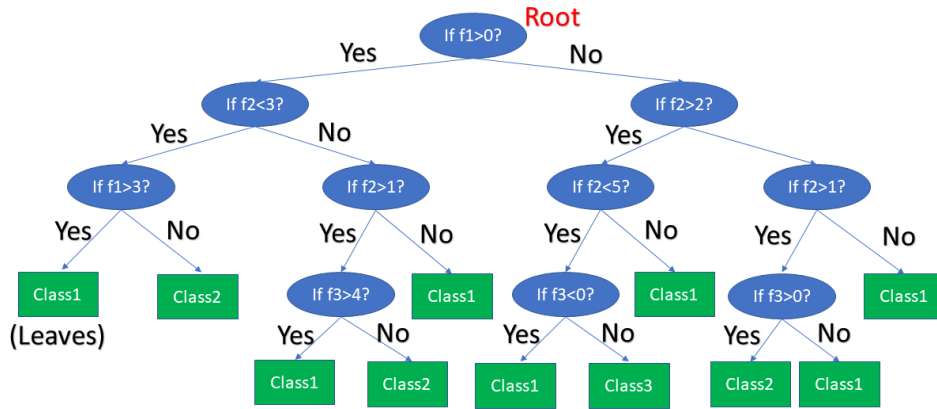 Root
If f1>0?
Yes
No
If f2<3?
If f2>2?
Yes
No
Yes
If f1>3?
If f2>1?
If f2<5?
If f2>1?
Yes
No
Yes
No
Yes
No
Yes
No
Class1
Class2
If f3>4?
Class1
If f3<0?
Class1
If f3>0?
Class1
(Leaves)
Yes
No
Yes
No
Yes
No
Class1
Class2
Class1
Class3
Class2
Class1